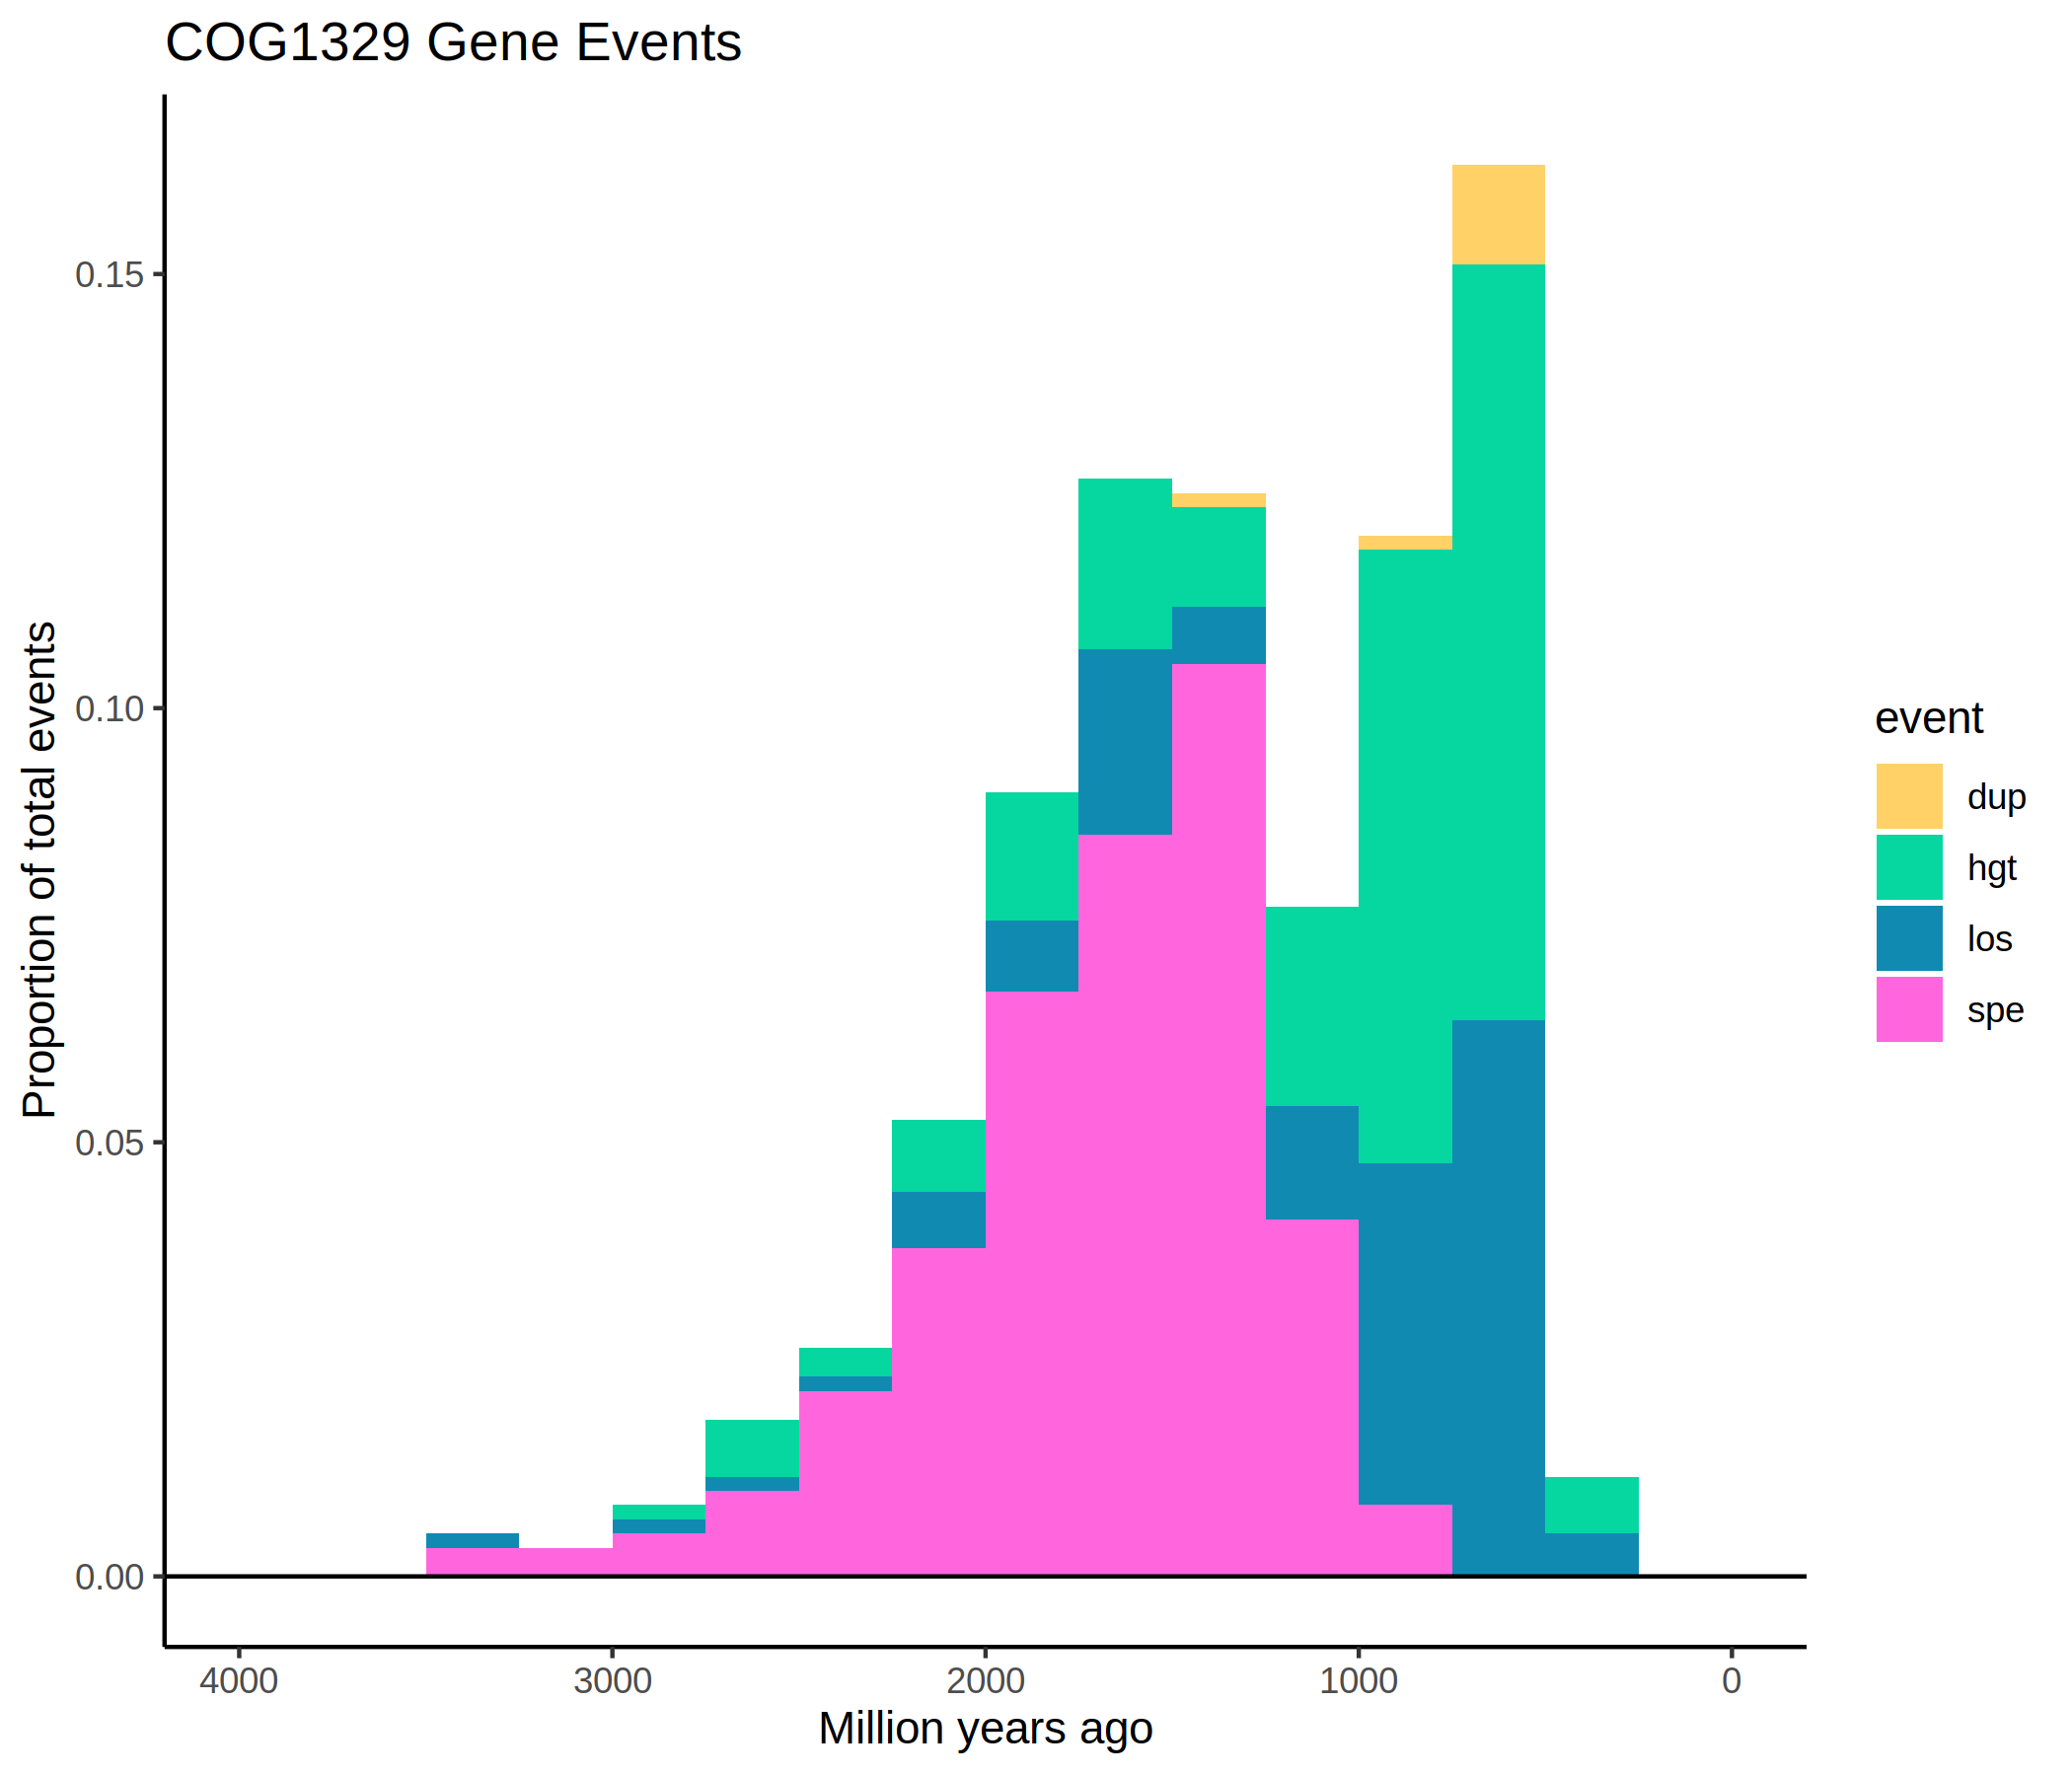 COG1329 Gene Events
Proportion of total events
0.15
0.10
0.05
0.00
4000 3000 2000 1000 0
Million years ago
event
dup
hgt
los
spe